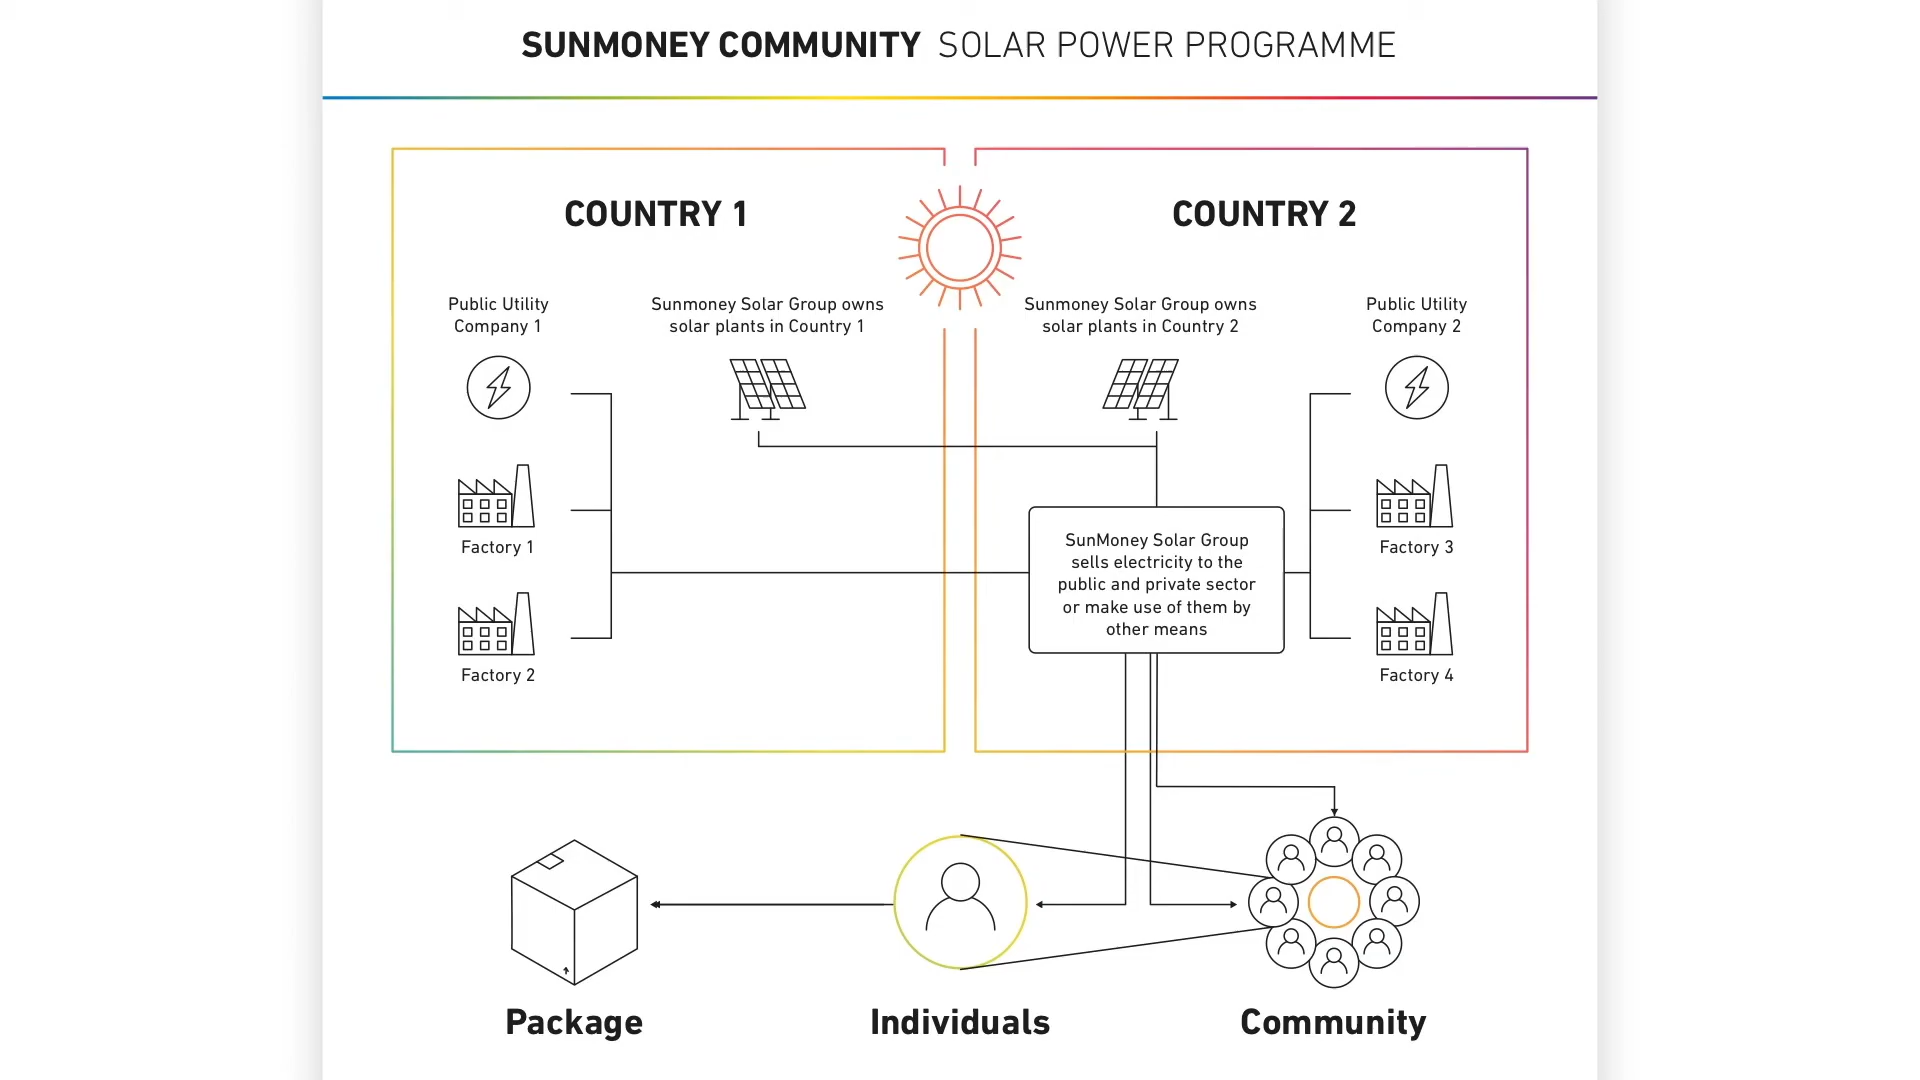 SUNMONEY COMMUNITY SOLAR POWER PROGRAMME
COUNTRY 1
COUNTRY 2
Public Utility
Company 1
Sunmoney Solar Group owns
solar plants in Country 1
Sunmoney Solar Group owns
solar plants in Country 2
Public Utility
Company 2
Factory 1
Factory 2
SunMoney Solar Group
sells electricity to the
public and private sector
or make use of them by
other means
Factory 3
Factory 4
Package
Individuals
Community